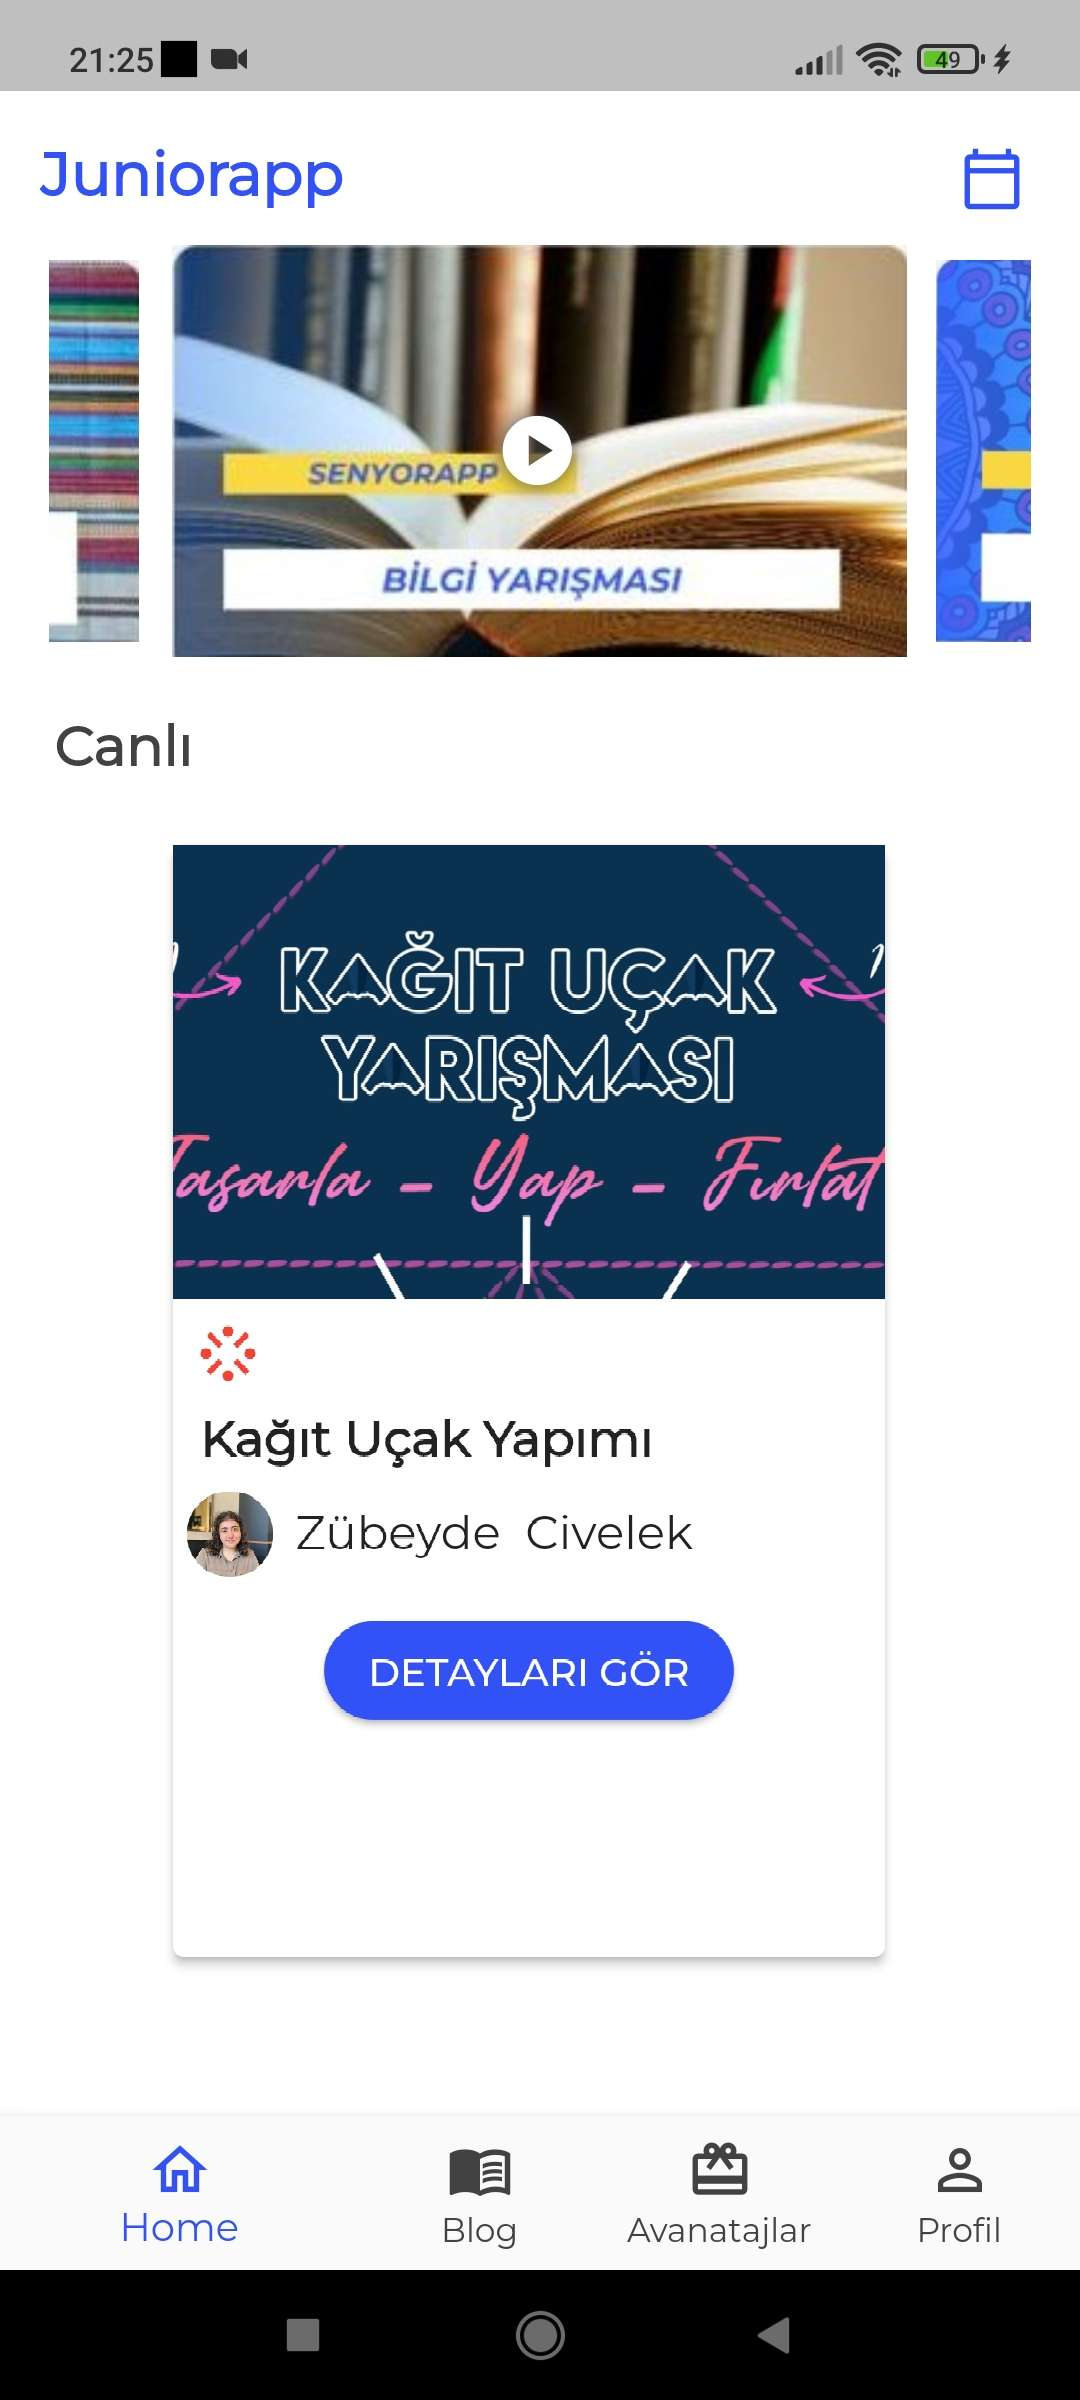 21:25
49
Juniorapp
SENYORAPP
BİLGİ YARIŞMASI
Canlı
KAĞIT UÇAK
YARIŞMASI
Tasarla - Yap - Fırlat
Kağıt Uçak Yapımı
Zübeyde Civelek
DETAYLARI GÖR
Home
Blog
Avanatajlar
Profil